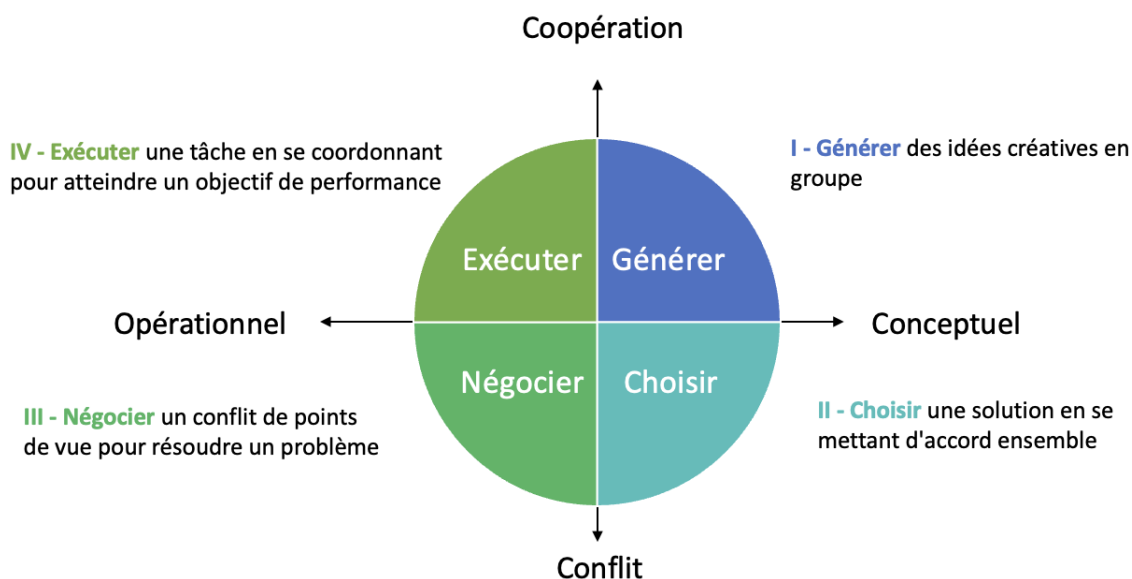 Coopération
IV - Exécuter une tâche en se coordonnant
pour atteindre un objectif de performance
I - Générer des idées créatives en
groupe
Exécuter
Générer
Opérationnel
Conceptuel
Négocier
Choisir
III - Négocier un conflit de points
de vue pour résoudre un problème
II - Choisir une solution en se
mettant d'accord ensemble
Conflit